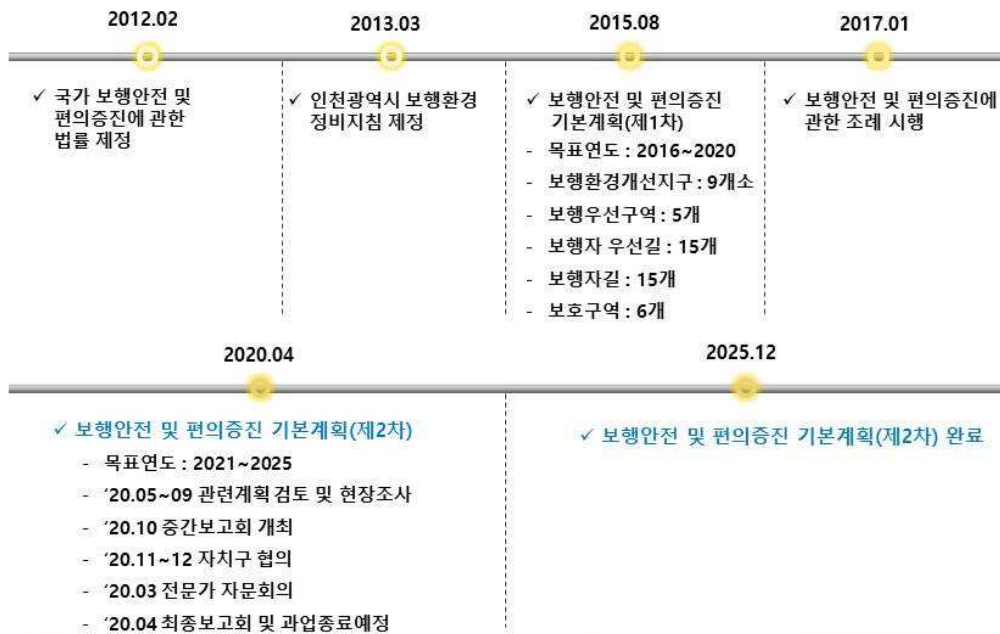 2012.02
2013.03
2015.08
2017.01
✓ 국가 보행안전 및
편의증진에 관한
법률 제정
✓ 인천광역시 보행환경
정비지침 제정
✓ 보행안전 및 편의증진
기본계획(제1차)
- 목표연도 : 2016~2020
- 보행환경개선지구 : 9개소
- 보행우선구역 : 5개
- 보행자 우선길 : 15개
- 보행자길 : 15개
- 보호구역 : 6개
✓ 보행안전 및 편의증진에
관한 조례 시행
2020.04
2025.12
✓ 보행안전 및 편의증진 기본계획(제2차)
- 목표연도 : 2021~2025
- ‘20.05~09 관련계획 검토 및 현장조사
- ‘20.10 중간보고회 개최
- ‘20.11~12 자치구 협의
- ‘20.03 전문가 자문회의
- ‘20.04 최종보고회 및 과업종료예정
✓ 보행안전 및 편의증진 기본계획(제2차) 완료